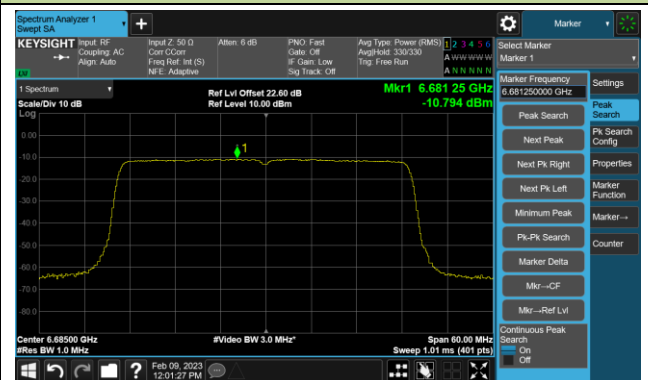 Spectrum Analyzer 1
Swept SA
+
Marker
KEYSIGHT
Input: RF
Coupling: AC
Align: Auto
Input Z: 50 Ω
Corr CCorr
Freq Ref: Int (S)
NFE: Adaptive
Atten: 6 dB
PNO: Fast
Gate: Off
IF Gain: Low
Sig Track: Off
Avg Type: Power (RMS)
Avg|Hold: 330/330
Trig: Free Run
1 2 3 4 5 6
A W W W W W
A N N N N N
LV
Select Marker
Marker 1
Marker Frequency
6.681250000 GHz
Settings
Peak Search
Next Peak
Next Pk Right
Next Pk Left
Minimum Peak
Pk-Pk Search
Marker Delta
Mkr→CF
Mkr→Ref Lvl
Continuous Peak
Search
On
Off
Peak
Search
Pk Search
Config
Properties
Marker
Function
Marker→
Counter
1 Spectrum
Scale/Div 10 dB
Log
Ref Lvl Offset 22.60 dB
Ref Level 10.00 dBm
Mkr1 6.681 25 GHz
-10.794 dBm
1
0.00
-10.0
-20.0
-30.0
-40.0
-50.0
-60.0
-70.0
-80.0
Center 6.68500 GHz
#Res BW 1.0 MHz
#Video BW 3.0 MHz*
Span 60.00 MHz
Sweep 1.01 ms (401 pts)
?
Feb 09, 2023
12:01:27 PM